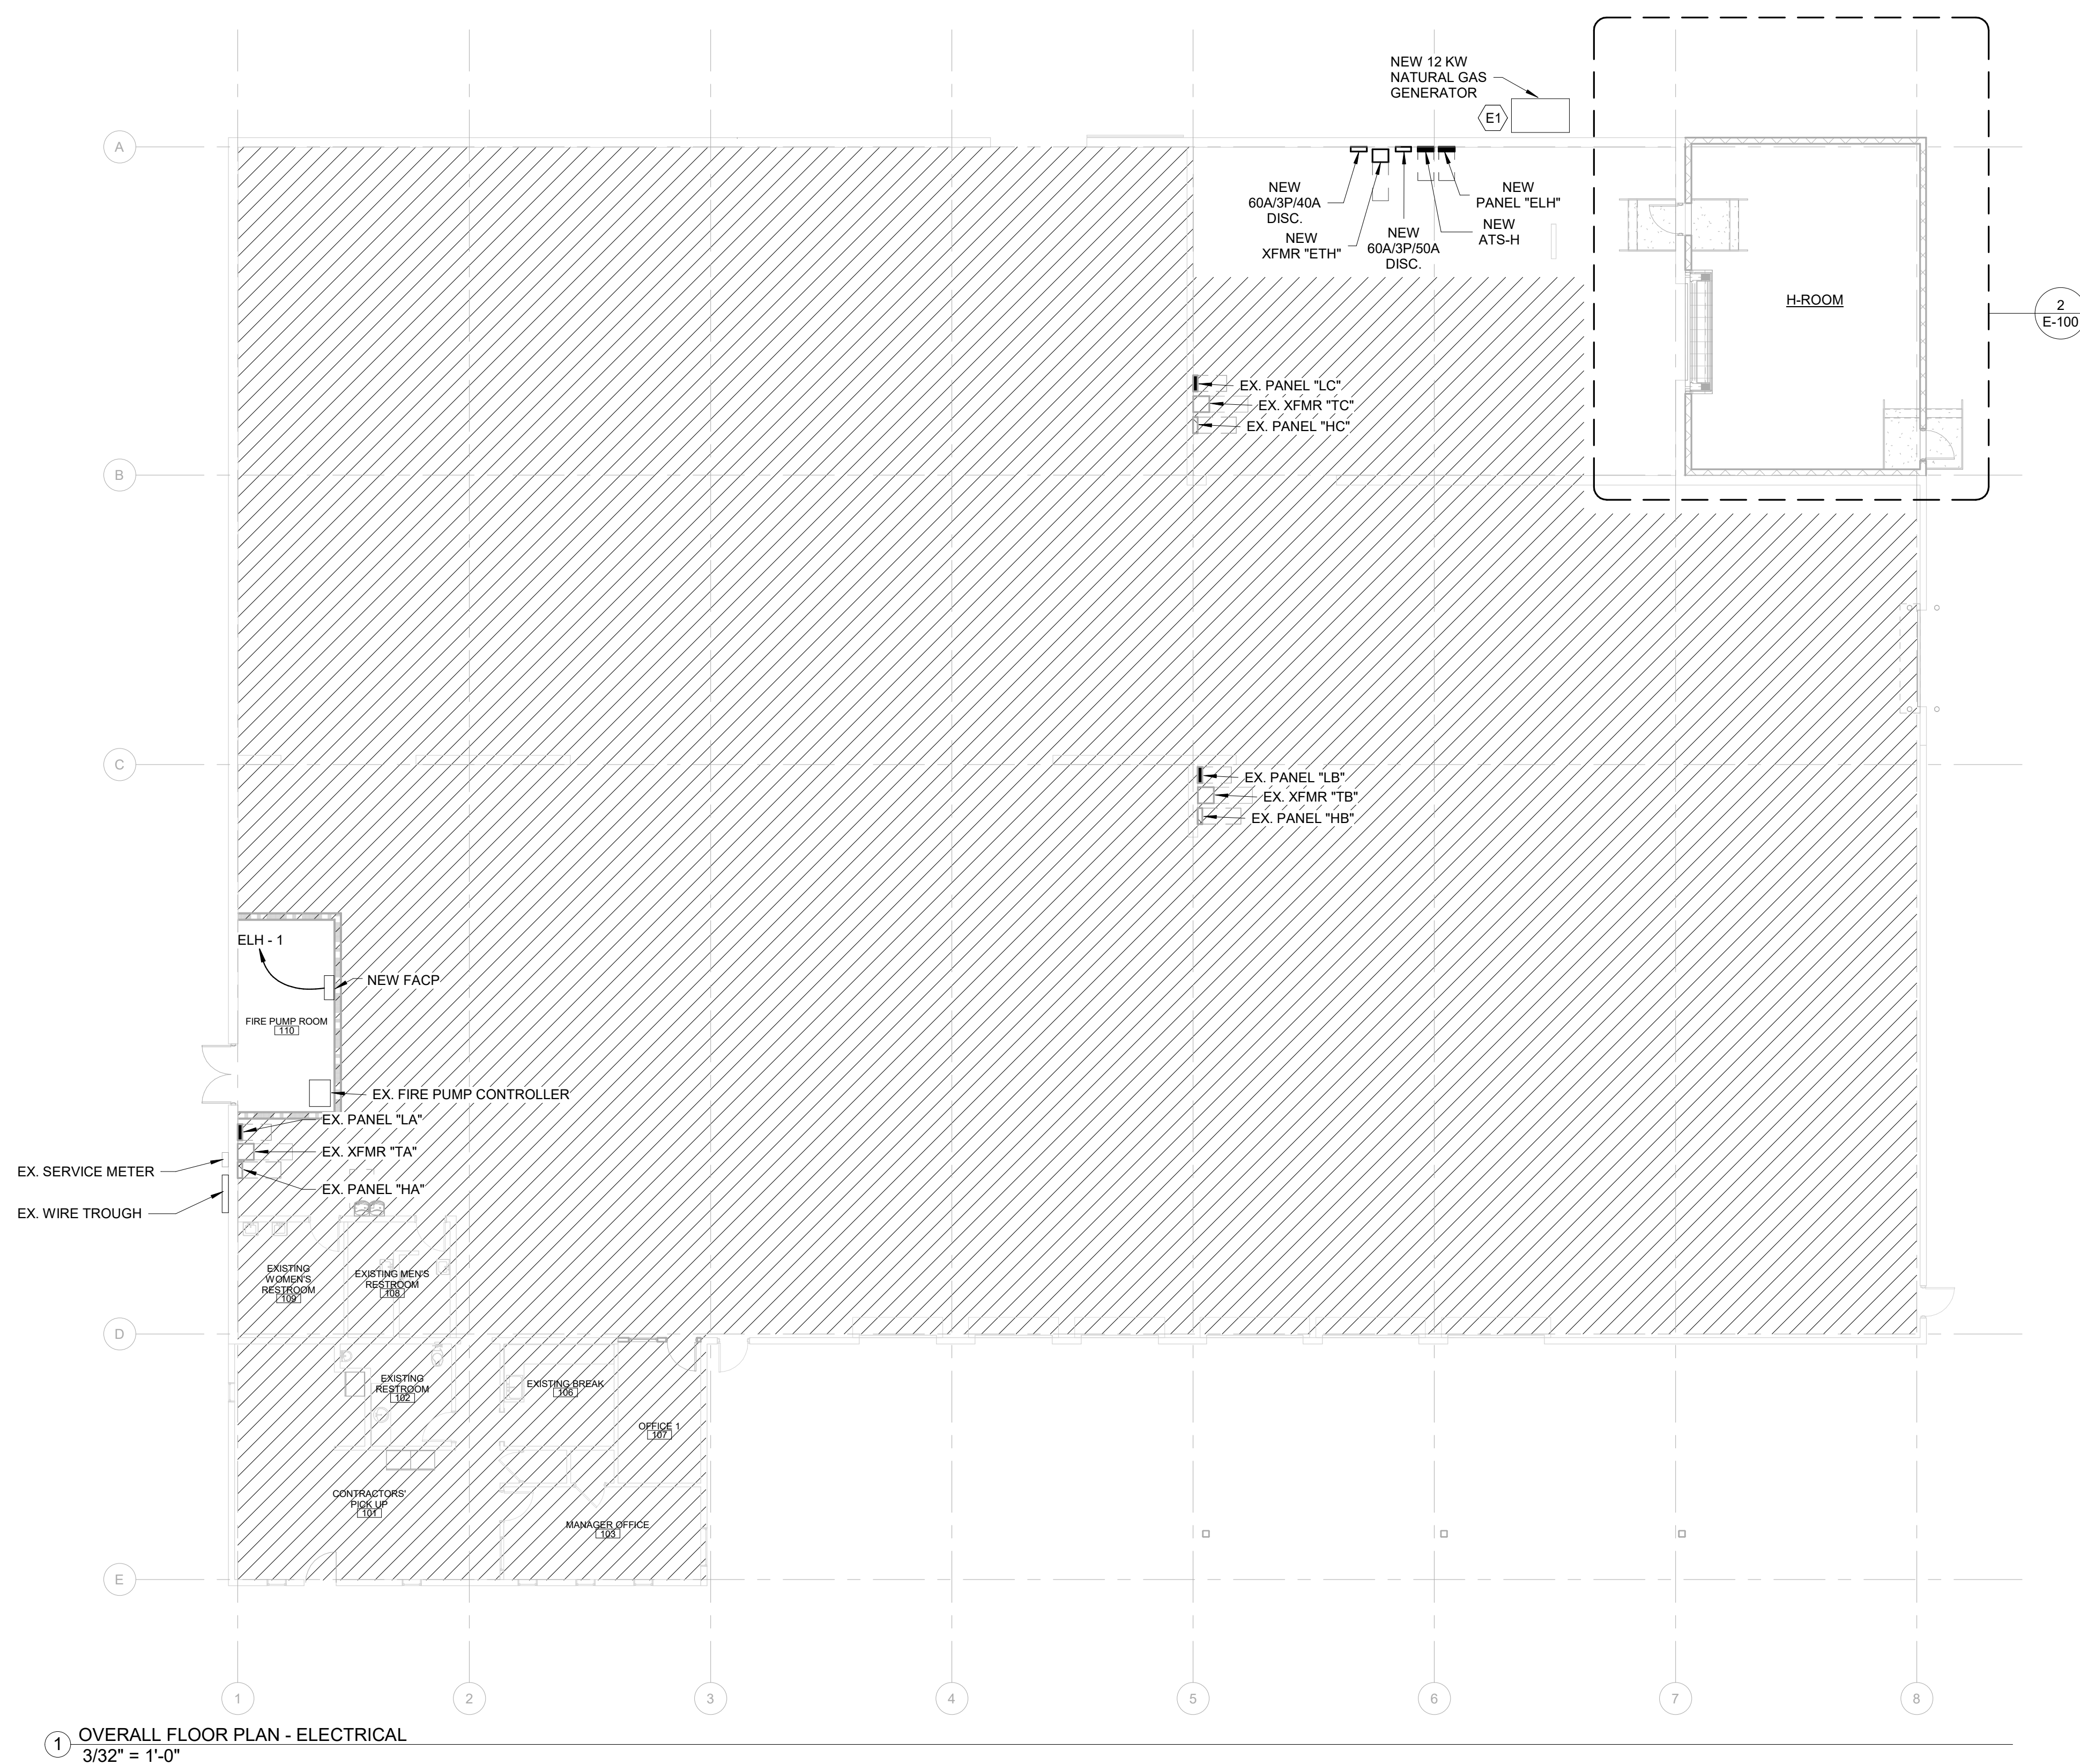 NEW 12 KW
NATURAL GAS
GENERATOR
E1
A
NEW
60A/3P/40A
DISC.
NEW
XFMR "ETH"
NEW
60A/3P/50A
DISC.
NEW
PANEL "ELH"
NEW
ATS-H
H-ROOM
2
E-100
EX. PANEL "LC"
EX. XFMR "TC"
EX. PANEL "HC"
B
C
EX. PANEL "LB"
EX. XFMR "TB"
EX. PANEL "HB"
ELH - 1
NEW FACP
FIRE PUMP ROOM
110
EX. FIRE PUMP CONTROLLER
EX. PANEL "LA"
EX. XFMR "TA"
EX. SERVICE METER
EX. PANEL "HA"
EX. WIRE TROUGH
EXISTING
WOMEN'S
RESTROOM
109
EXISTING MEN'S
RESTROOM
108
D
EXISTING
RESTROOM
102
EXISTING BREAK
106
OFFICE 1
107
CONTRACTORS'
PICK UP
101
MANAGER OFFICE
103
E
1
2
3
4
5
6
7
8
1
OVERALL FLOOR PLAN - ELECTRICAL
3/32" = 1'-0"